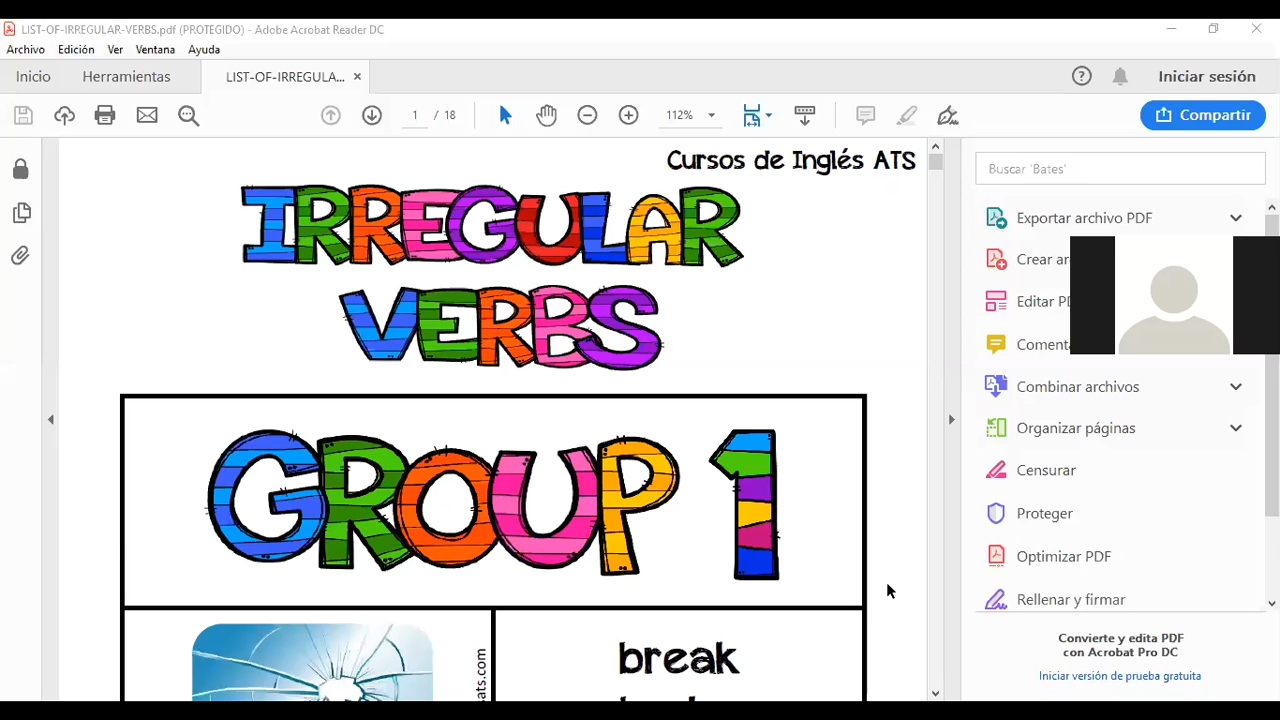 LIST-OF-IRREGULAR-VERBS.pdf (PROTEGIDO) - Adobe Acrobat Reader DC
Archivo Edición Ver Ventana Ayuda
Inicio Herramientas LIST-OF-IRREGULA... ×
1 / 18 112% Compartir
? Iniciar sesión
Cursos de Inglés ATS
IRREGULAR
VERBS
GROUP 1
break
ats.com
Buscar 'Bates'
Exportar archivo PDF
Crear ar
Editar PD
Comenta
Combinar archivos
Organizar páginas
Censurar
Proteger
Optimizar PDF
Rellenar y firmar
Convierte y edita PDF
con Acrobat Pro DC
Iniciar versión de prueba gratuita